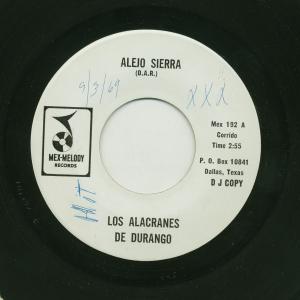 ALEJO SIERRA
(D.A.R.)
9/3/69
XXX
MEX-MELODY
RECORDS
Mex 192 A
Corrido
Time 2:55
P. O. Box 10841
Dallas, Texas
D J COPY
LOS ALACRANES
DE DURANGO